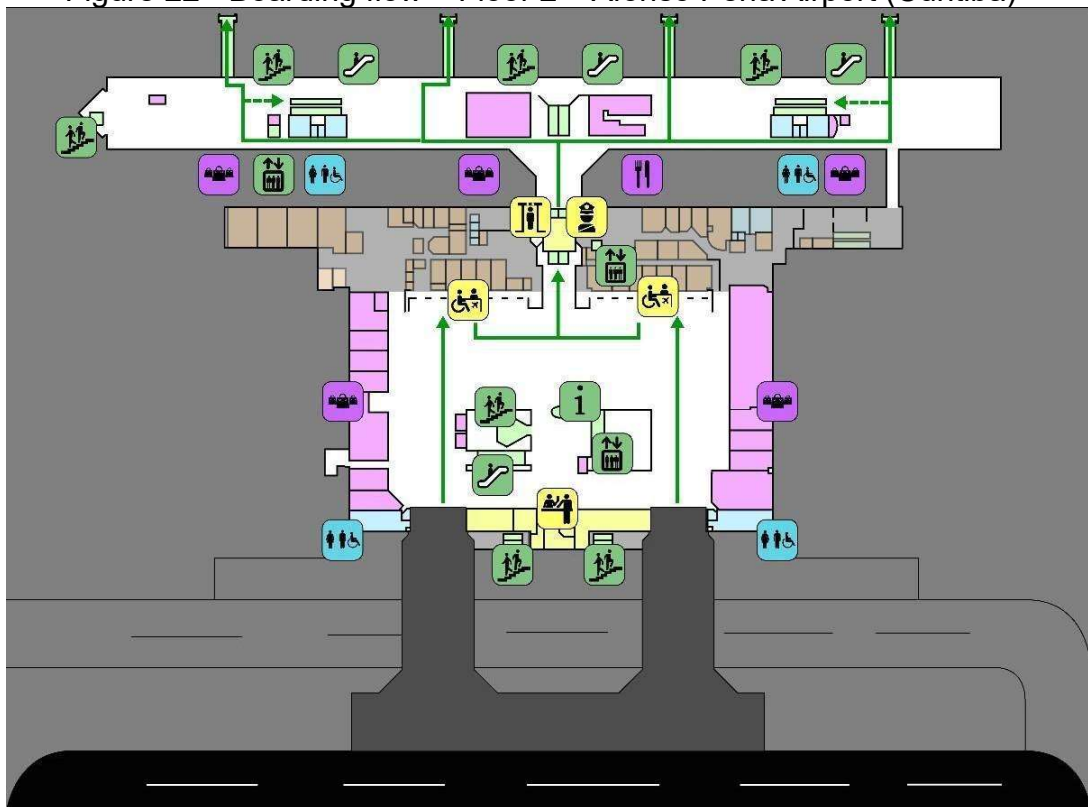 Figure 22 - Boarding flow – Floor 2 – Afonso Pena Airport (Curitiba)
i